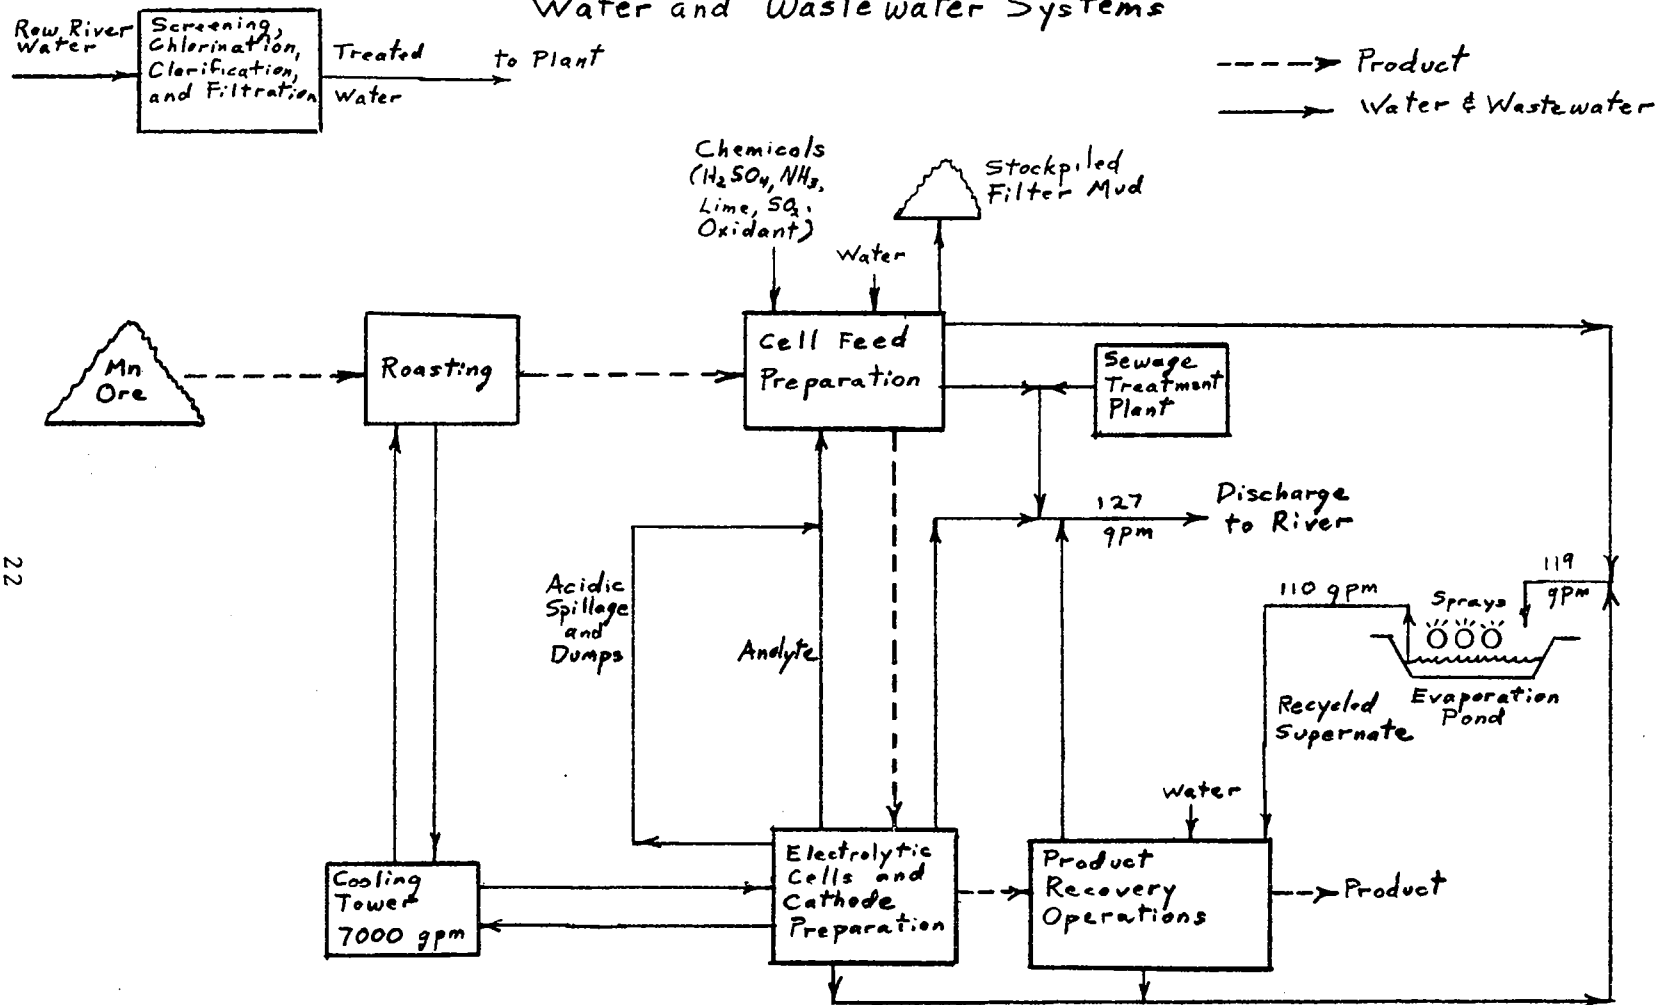 Water and Wastewater Systems
Raw River
Water
Screening,
Chlorination,
Clarification,
and Filtration
Treated
Water
to Plant
Product
Water & Wastewater
Chemicals
(H2SO4, NH3,
Lime, SO2,
Oxidant)
Water
Stockpiled
Filter Mud
Mn
Ore
Roasting
Cell Feed
Preparation
Sewage
Treatment
Plant
127
gpm
Discharge
to River
22
Acidic
Spillage
and
Dumps
Analyte
110 gpm
Sprays
119
gpm
Evaporation
Pond
Recycled
Supernate
Water
Cooling
Tower
7000 gpm
Electrolytic
Cells and
Cathode
Preparation
Product
Recovery
Operations
Product